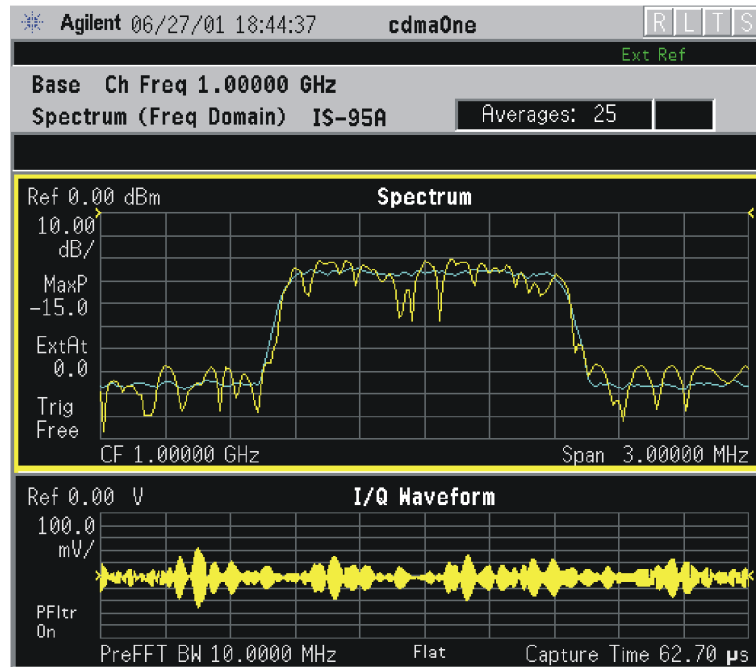 Agilent 06/27/01 18:44:37 cdmaOne R L T S
Ext Ref
Base Ch Freq 1.00000 GHz
Spectrum (Freq Domain) IS-95A Averages: 25
Ref 0.00 dBm Spectrum
10.00
dB/
MaxP
-15.0
ExtAt
0.0
Trig
Free
CF 1.00000 GHz Span 3.00000 MHz
Ref 0.00 V I/Q Waveform
100.0
mV/
PFltr
On
PreFFT BW 10.0000 MHz Flat Capture Time 62.70 µs